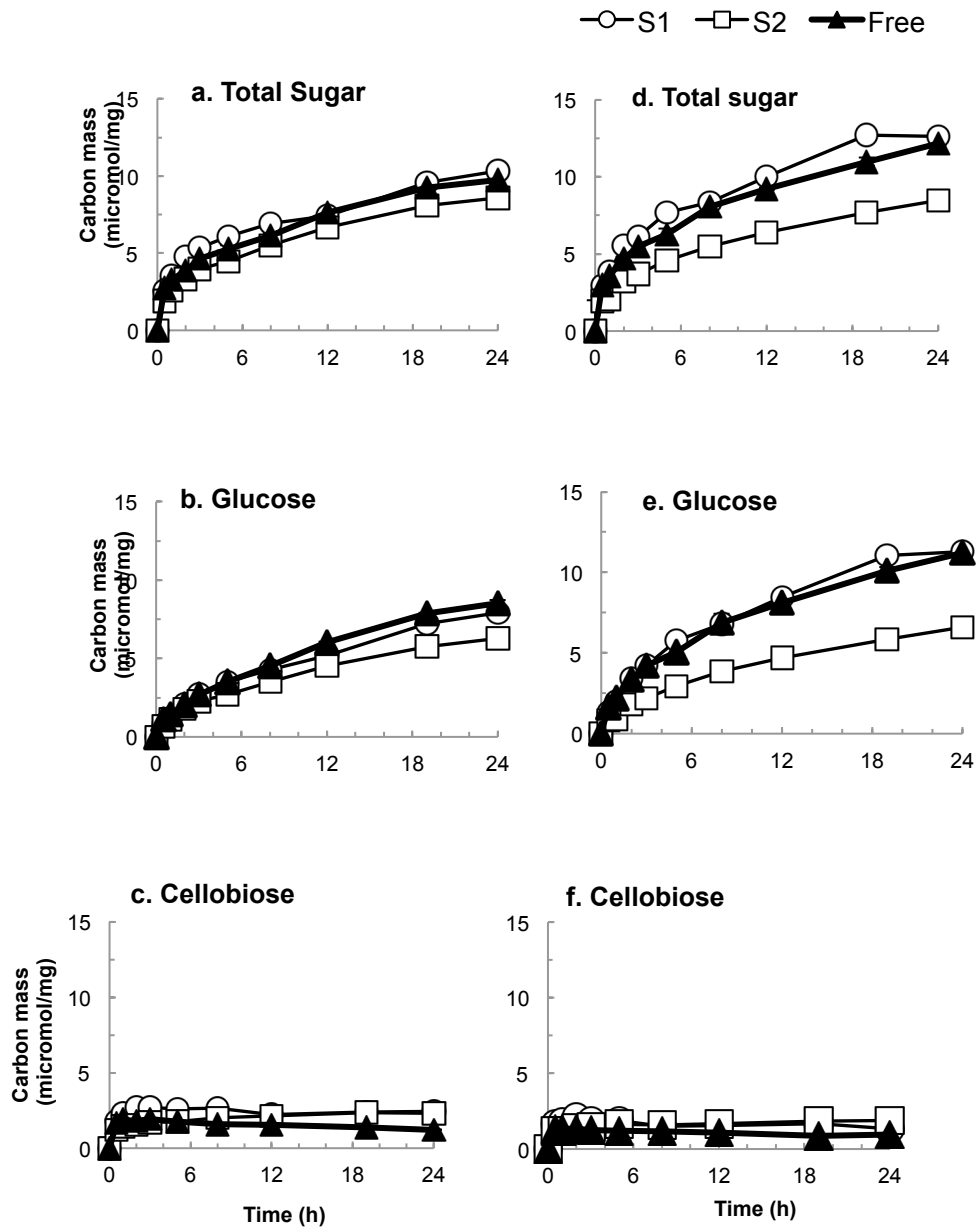 S1 S2 Free
a. Total Sugar
Carbon mass
(micromol/mg)
15
10
5
0
0 6 12 18 24
d. Total sugar
15
10
5
0
0 6 12 18 24
b. Glucose
Carbon mass
(micromol/mg)
15
10
5
0
0 6 12 18 24
e. Glucose
15
10
5
0
0 6 12 18 24
c. Cellobiose
Carbon mass
(micromol/mg)
15
10
5
0
0 6 12 18 24
Time (h)
f. Cellobiose
15
10
5
0
0 6 12 18 24
Time (h)